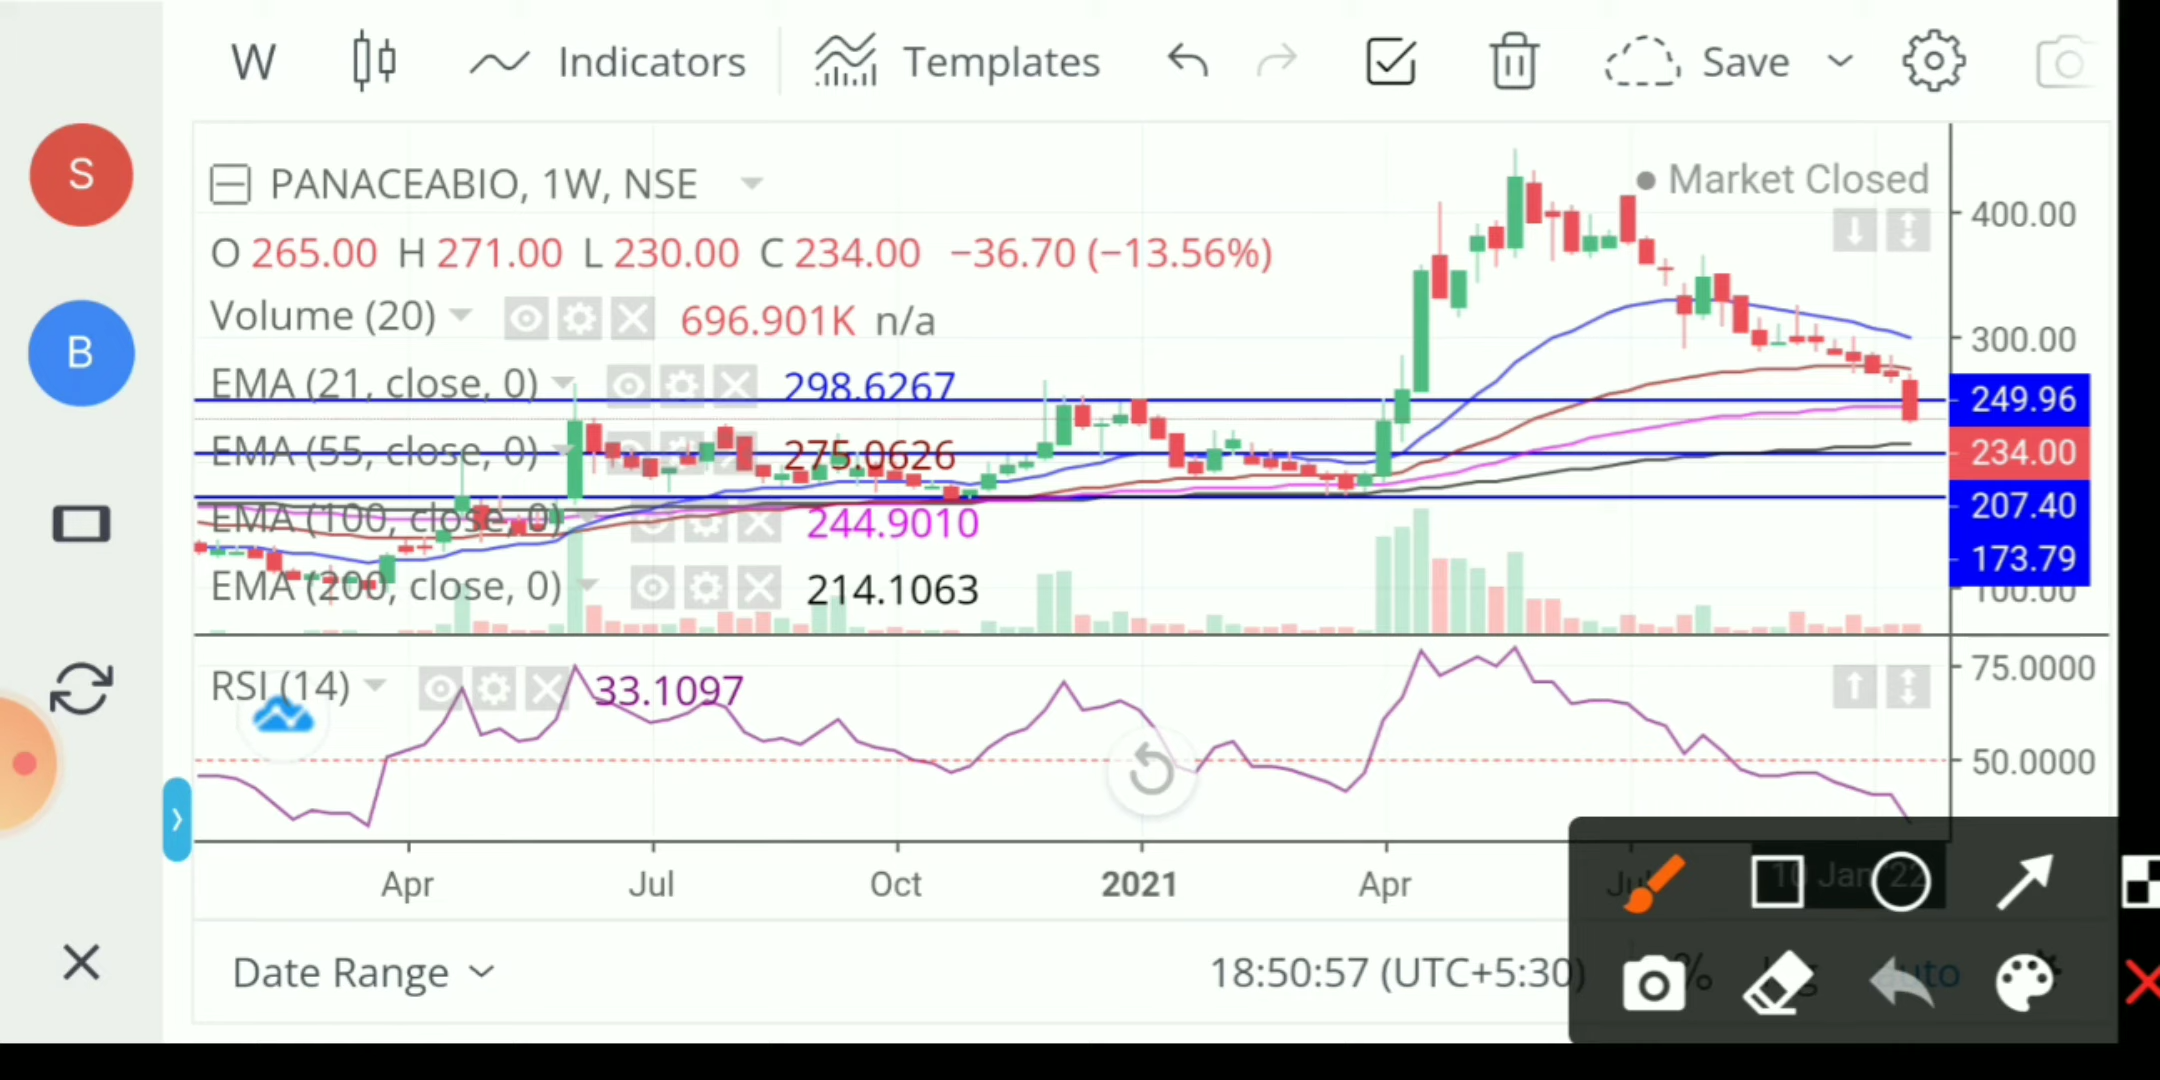 W Indicators Templates Save
S
PANACEABIO, 1W, NSE
Market Closed
O 265.00 H 271.00 L 230.00 C 234.00 −36.70 (−13.56%)
Volume (20) 696.901K n/a
B
EMA (21, close, 0) 298.6267
EMA (55, close, 0) 275.0626
EMA (100, close, 0) 244.9010
EMA (200, close, 0) 214.1063
400.00
300.00
249.96
234.00
207.40
173.79
100.00
RSI (14) 33.1097
75.0000
50.0000
Apr Jul Oct 2021 Apr Jul 10 Jan '22
Date Range 18:50:57 (UTC+5:30) % log auto